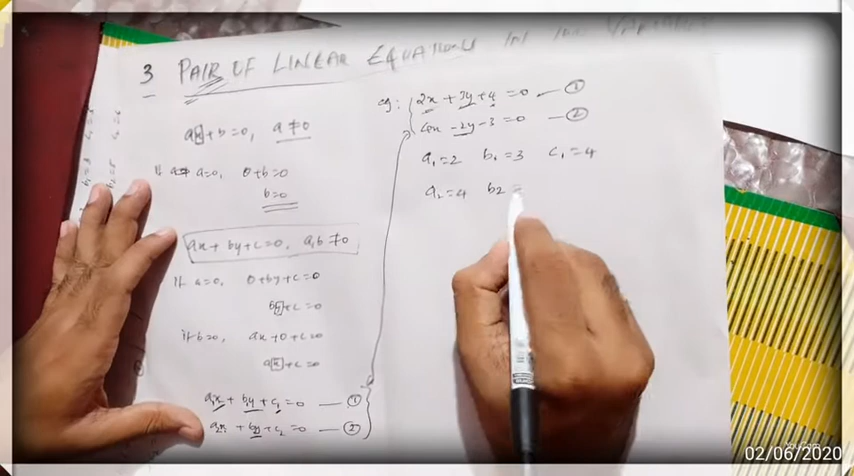 3 PAIR OF LINEAR EQUATIONS IN
ax+b=0, a≠0
If a=0, 0+b=0
b=0
ax+by+c=0, a,b≠0
If a=0, 0+by+c=0
by+c=0
if b=0, ax+0+c=0
ax+c=0
a₁x+b₁y+c₁=0 — ①
a₂x+b₂y+c₂=0 — ②
eg: 2x+3y+4=0 — ①
4x-2y-3=0 — ②
a₁=2 b₁=3 c₁=4
a₂=4 b2=
02/06/2020